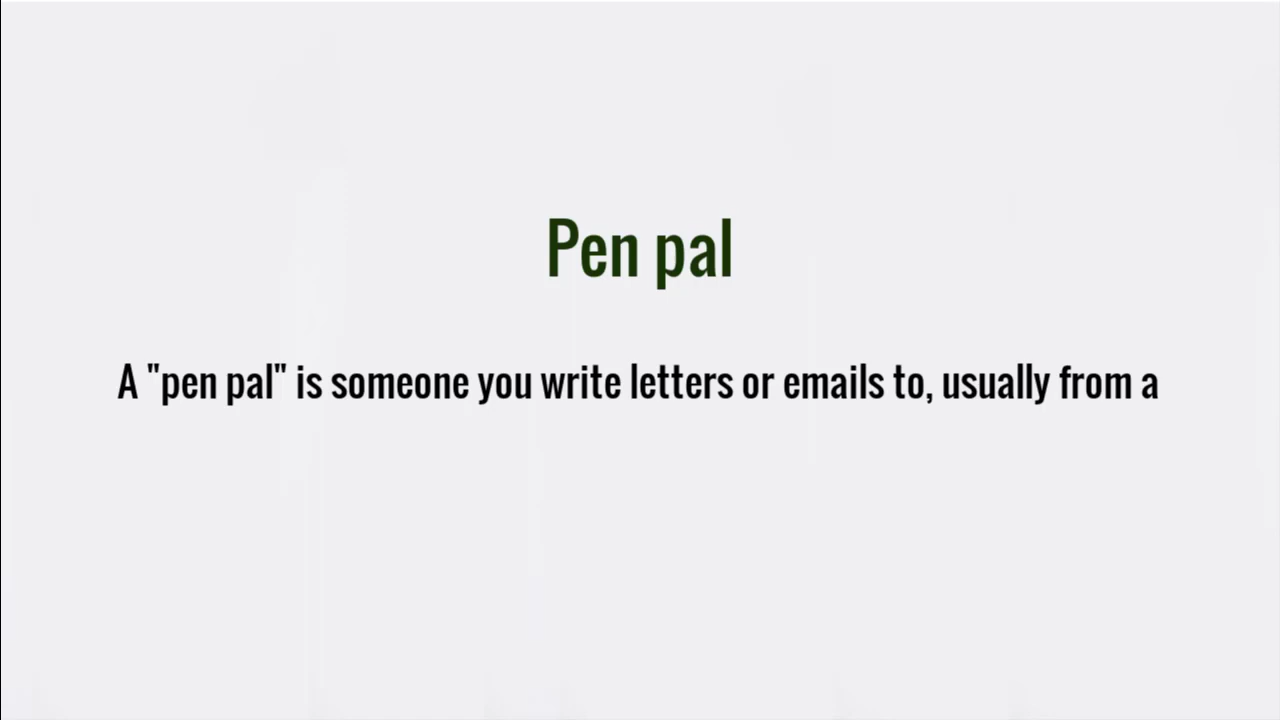 Pen pal
A "pen pal" is someone you write letters or emails to, usually from a